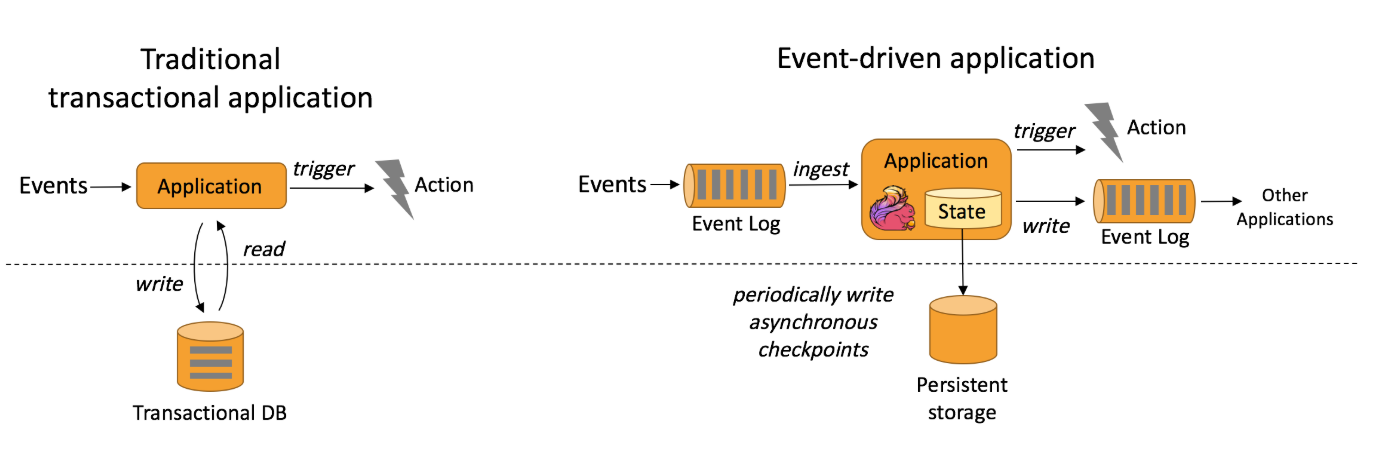 Traditional
transactional application
Events
Application
trigger
Action
write
read
Transactional DB
Event-driven application
Events
Event Log
ingest
Application
State
trigger
Action
write
Event Log
Other
Applications
periodically write
asynchronous
checkpoints
Persistent
storage